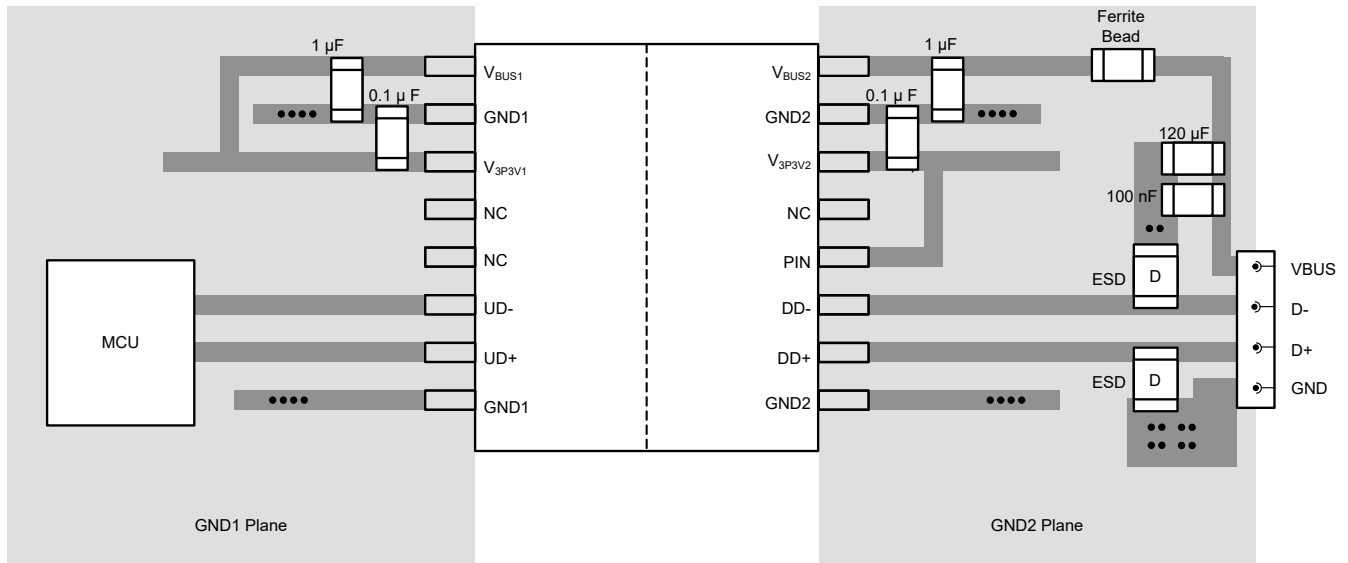 Ferrite
Bead
1 µF
1 µF
VBUS1
VBUS2
0.1 µ F
0.1 µ F
GND1
GND2
120 µF
V3P3V1
V3P3V2
100 nF
NC
NC
NC
PIN
ESD
D
VBUS
MCU
UD-
DD-
D-
UD+
DD+
D+
ESD
D
GND1
GND2
GND
GND1 Plane
GND2 Plane